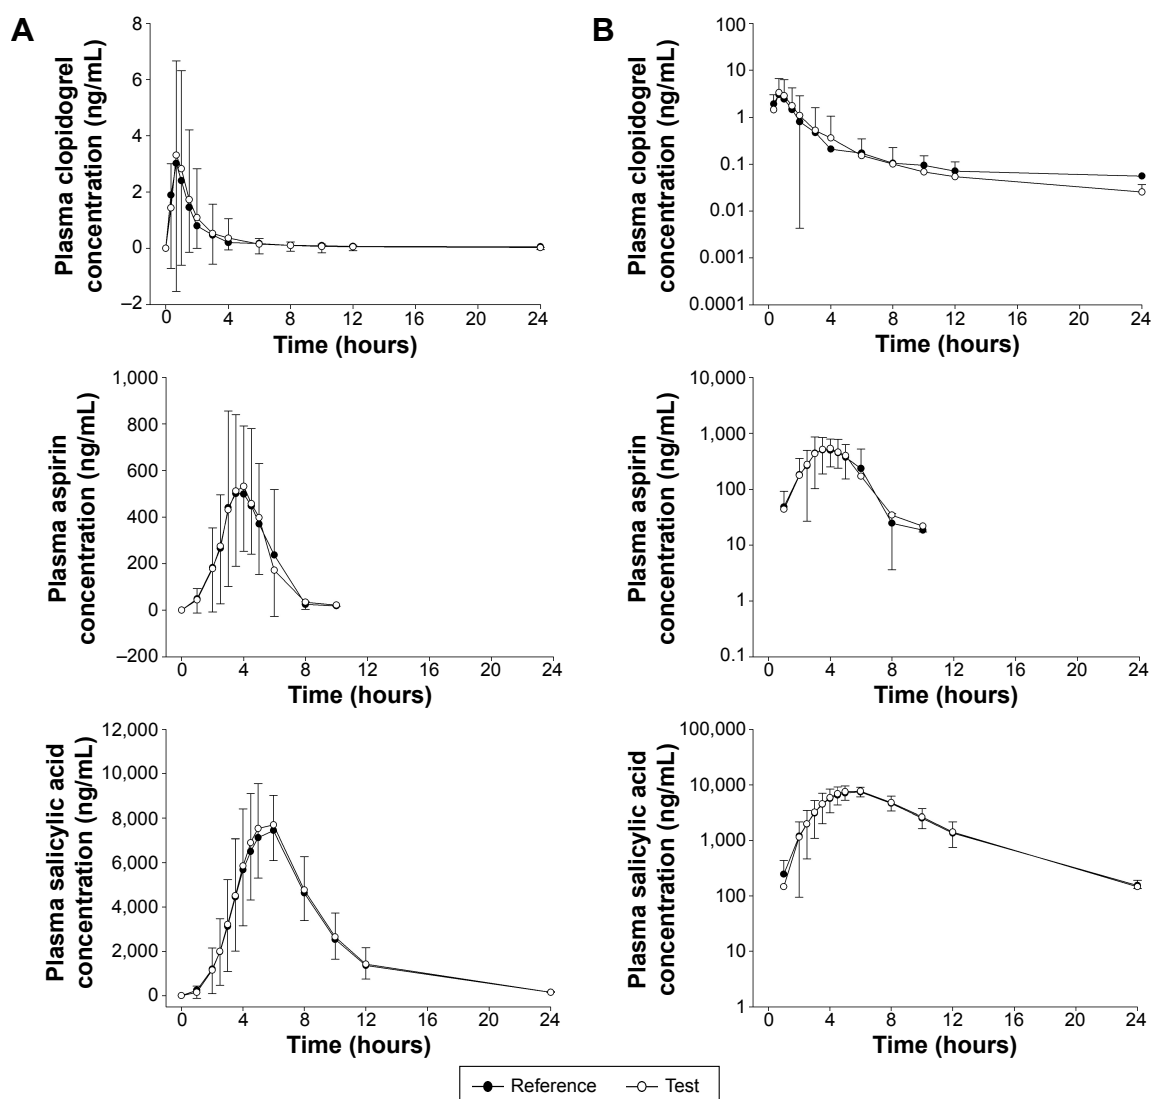 A
Plasma clopidogrel
concentration (ng/mL)
8
6
4
2
0
–2
0 4 8 12 16 20 24
Time (hours)
B
Plasma clopidogrel
concentration (ng/mL)
100
10
1
0.1
0.01
0.001
0.0001
0 4 8 12 16 20 24
Time (hours)
Plasma aspirin
concentration (ng/mL)
1,000
800
600
400
200
0
–200
0 4 8 12 16 20 24
Time (hours)
Plasma aspirin
concentration (ng/mL)
10,000
1,000
100
10
1
0.1
0 4 8 12 16 20 24
Time (hours)
Plasma salicylic acid
concentration (ng/mL)
12,000
10,000
8,000
6,000
4,000
2,000
0
0 4 8 12 16 20 24
Time (hours)
Plasma salicylic acid
concentration (ng/mL)
100,000
10,000
1,000
100
10
1
0 4 8 12 16 20 24
Time (hours)
Reference Test